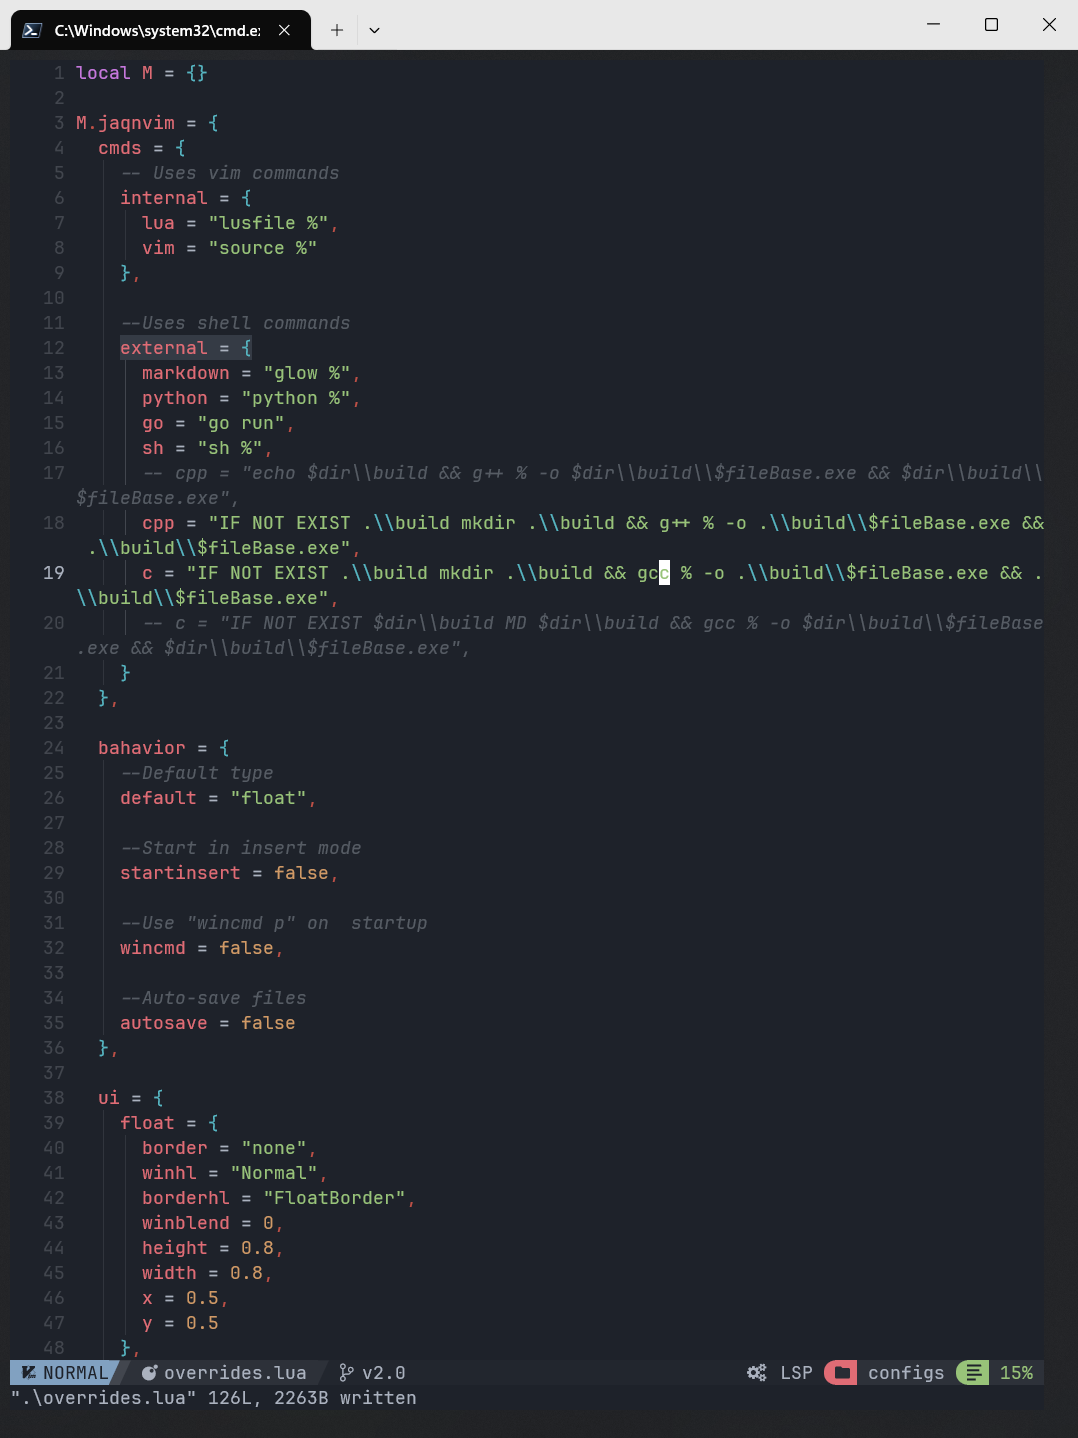 C:\Windows\system32\cmd.e
1 local M = {}
2
3 M.jaqnvim = {
4   cmds = {
5     -- Uses vim commands
6     internal = {
7       lua = "lusfile %",
8       vim = "source %"
9     },
10
11     --Uses shell commands
12     external = {
13       markdown = "glow %",
14       python = "python %",
15       go = "go run",
16       sh = "sh %",
17       -- cpp = "echo $dir\\build && g++ % -o $dir\\build\\$fileBase.exe && $dir\\build\\
$fileBase.exe",
18       cpp = "IF NOT EXIST .\\build mkdir .\\build && g++ % -o .\\build\\$fileBase.exe &&
 .\\build\\$fileBase.exe",
19       c = "IF NOT EXIST .\\build mkdir .\\build && gcc % -o .\\build\\$fileBase.exe && .
\\build\\$fileBase.exe",
20       -- c = "IF NOT EXIST $dir\\build MD $dir\\build && gcc % -o $dir\\build\\$fileBase
.exe && $dir\\build\\$fileBase.exe",
21     }
22   },
23
24   bahavior = {
25     --Default type
26     default = "float",
27
28     --Start in insert mode
29     startinsert = false,
30
31     --Use "wincmd p" on  startup
32     wincmd = false,
33
34     --Auto-save files
35     autosave = false
36   },
37
38   ui = {
39     float = {
40       border = "none",
41       winhl = "Normal",
42       borderhl = "FloatBorder",
43       winblend = 0,
44       height = 0.8,
45       width = 0.8,
46       x = 0.5,
47       y = 0.5
48     },
NORMAL overrides.lua v2.0 LSP configs 15%
".\overrides.lua" 126L, 2263B written